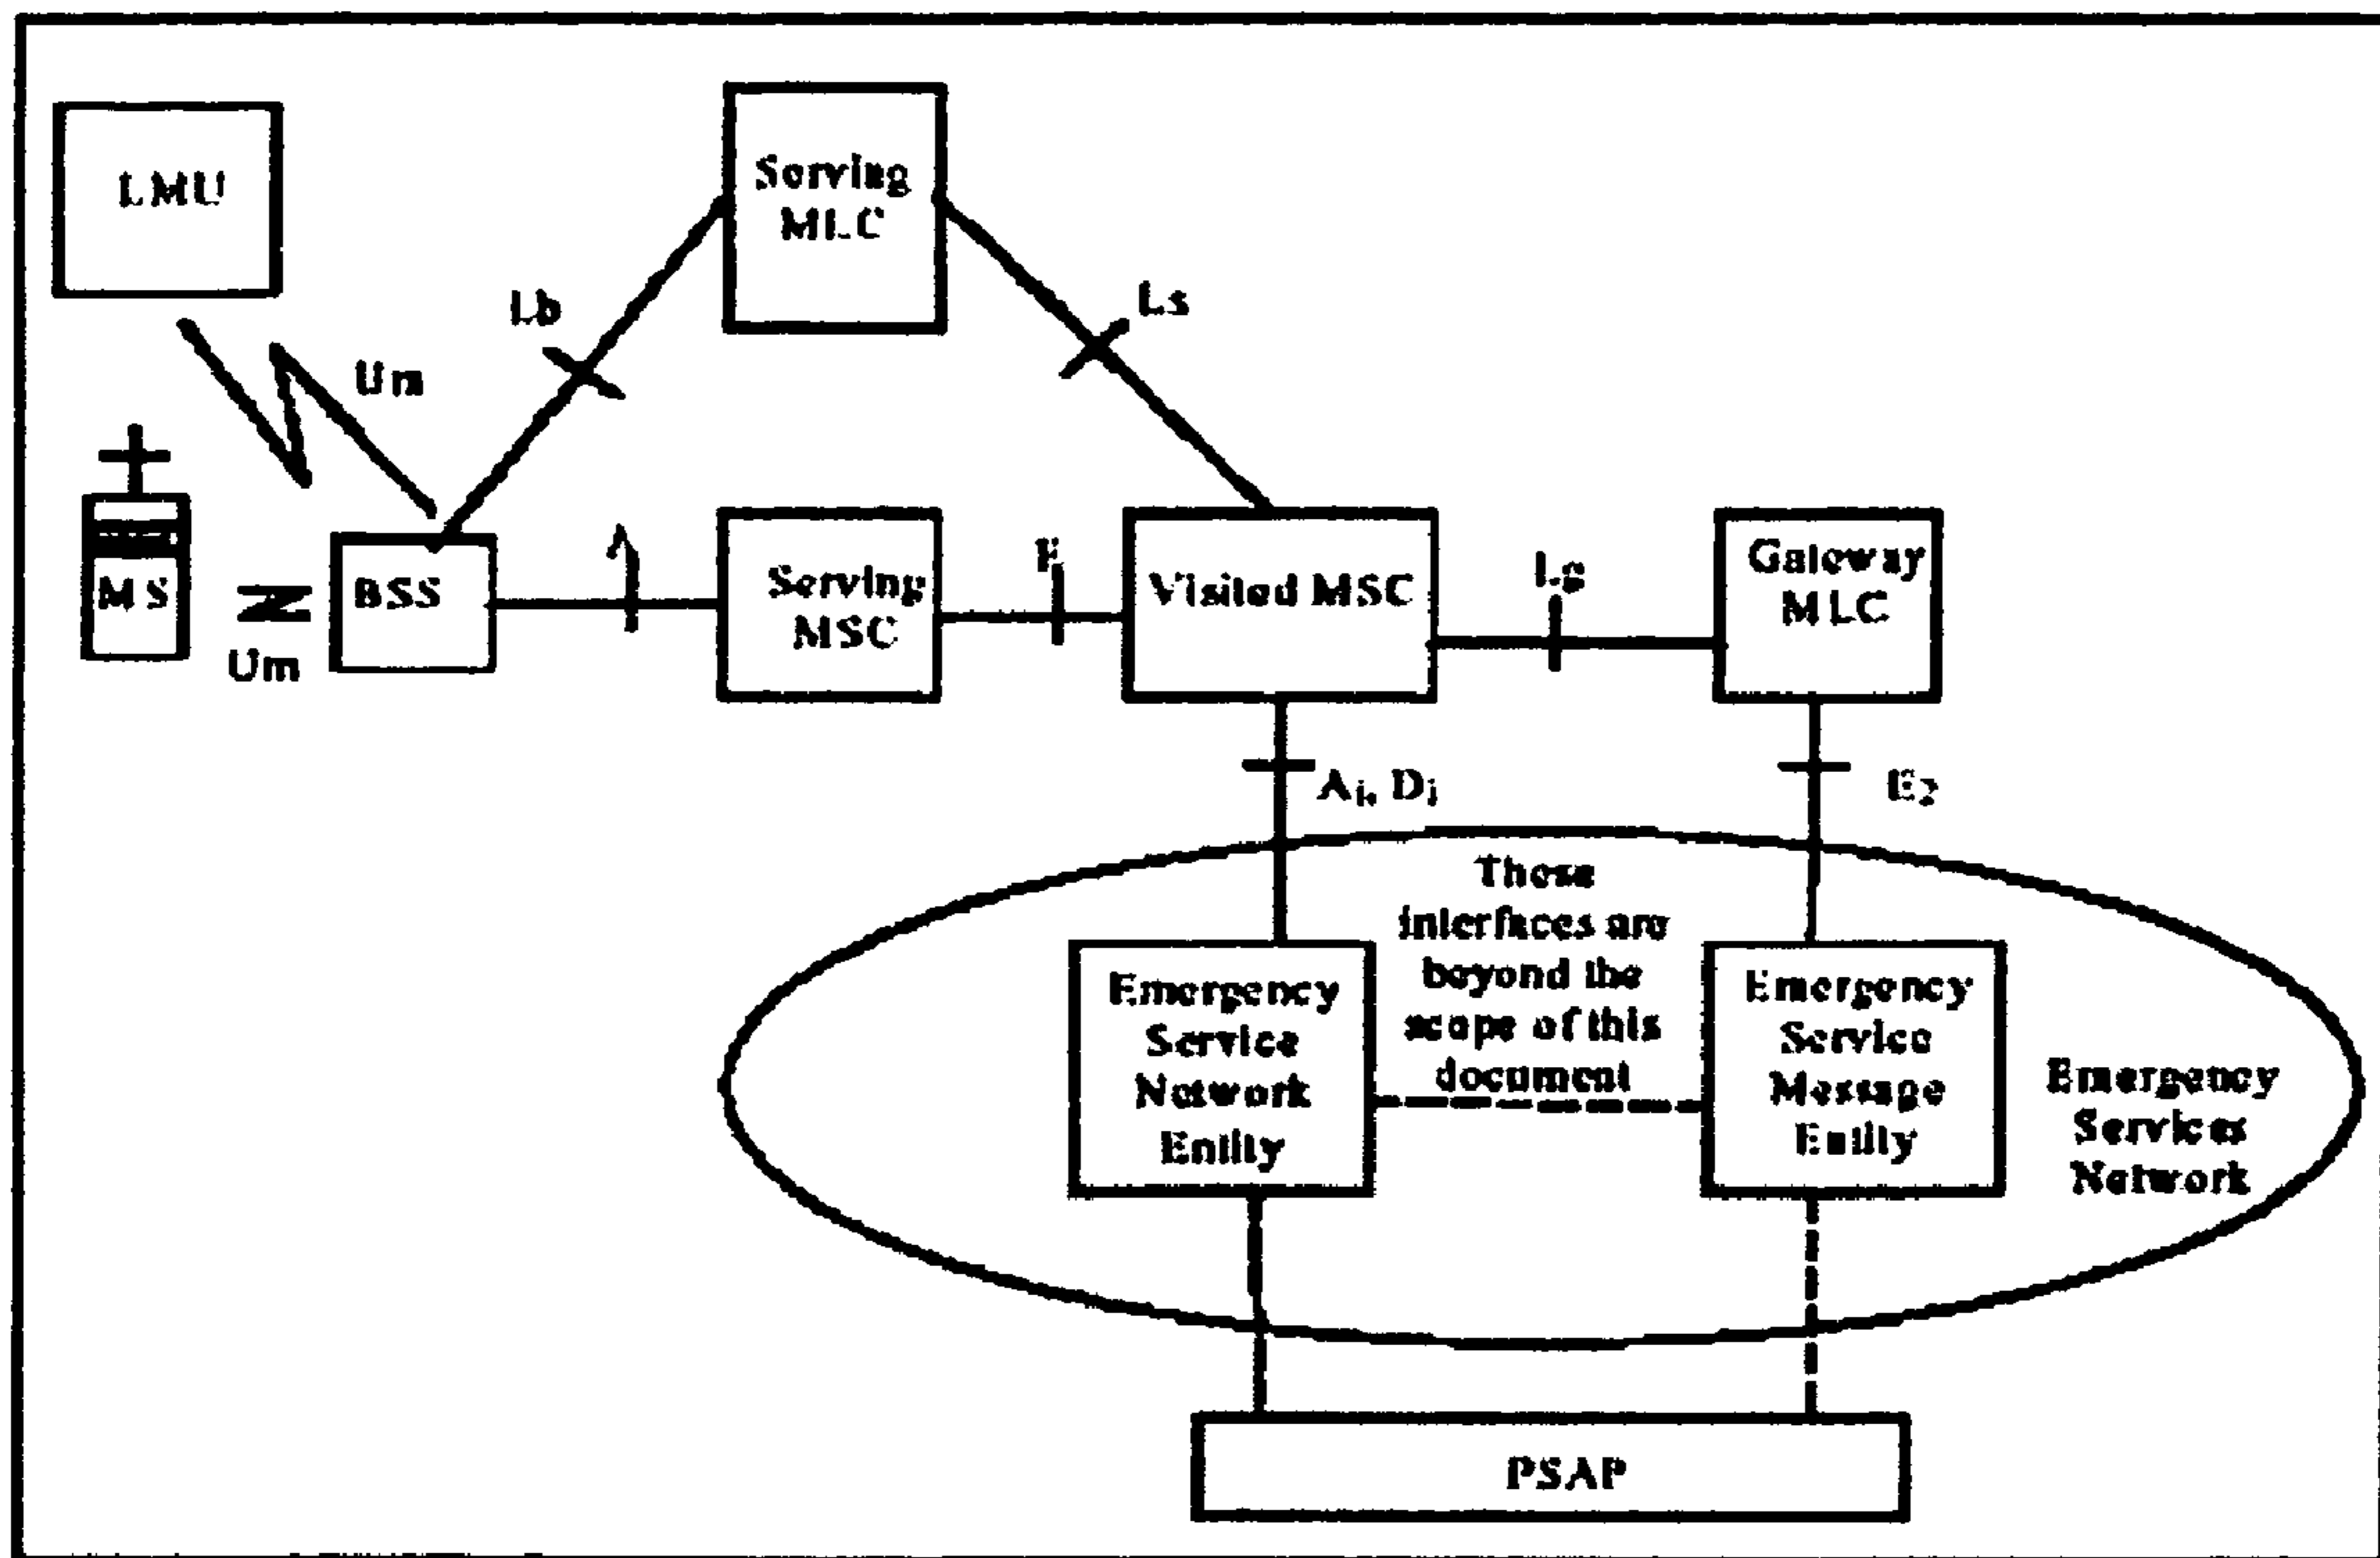 LMU
Serving
MLC
Lb
Ls
Um
MS
Um
BSS
A
Serving
MSC
E
Visited MSC
Lg
Gateway
MLC
Ai, Di
E2
These
interfaces are
beyond the
scope of this
document
Emergency
Service
Network
Entity
Emergency
Service
Message
Entity
Emergency
Services
Network
PSAP